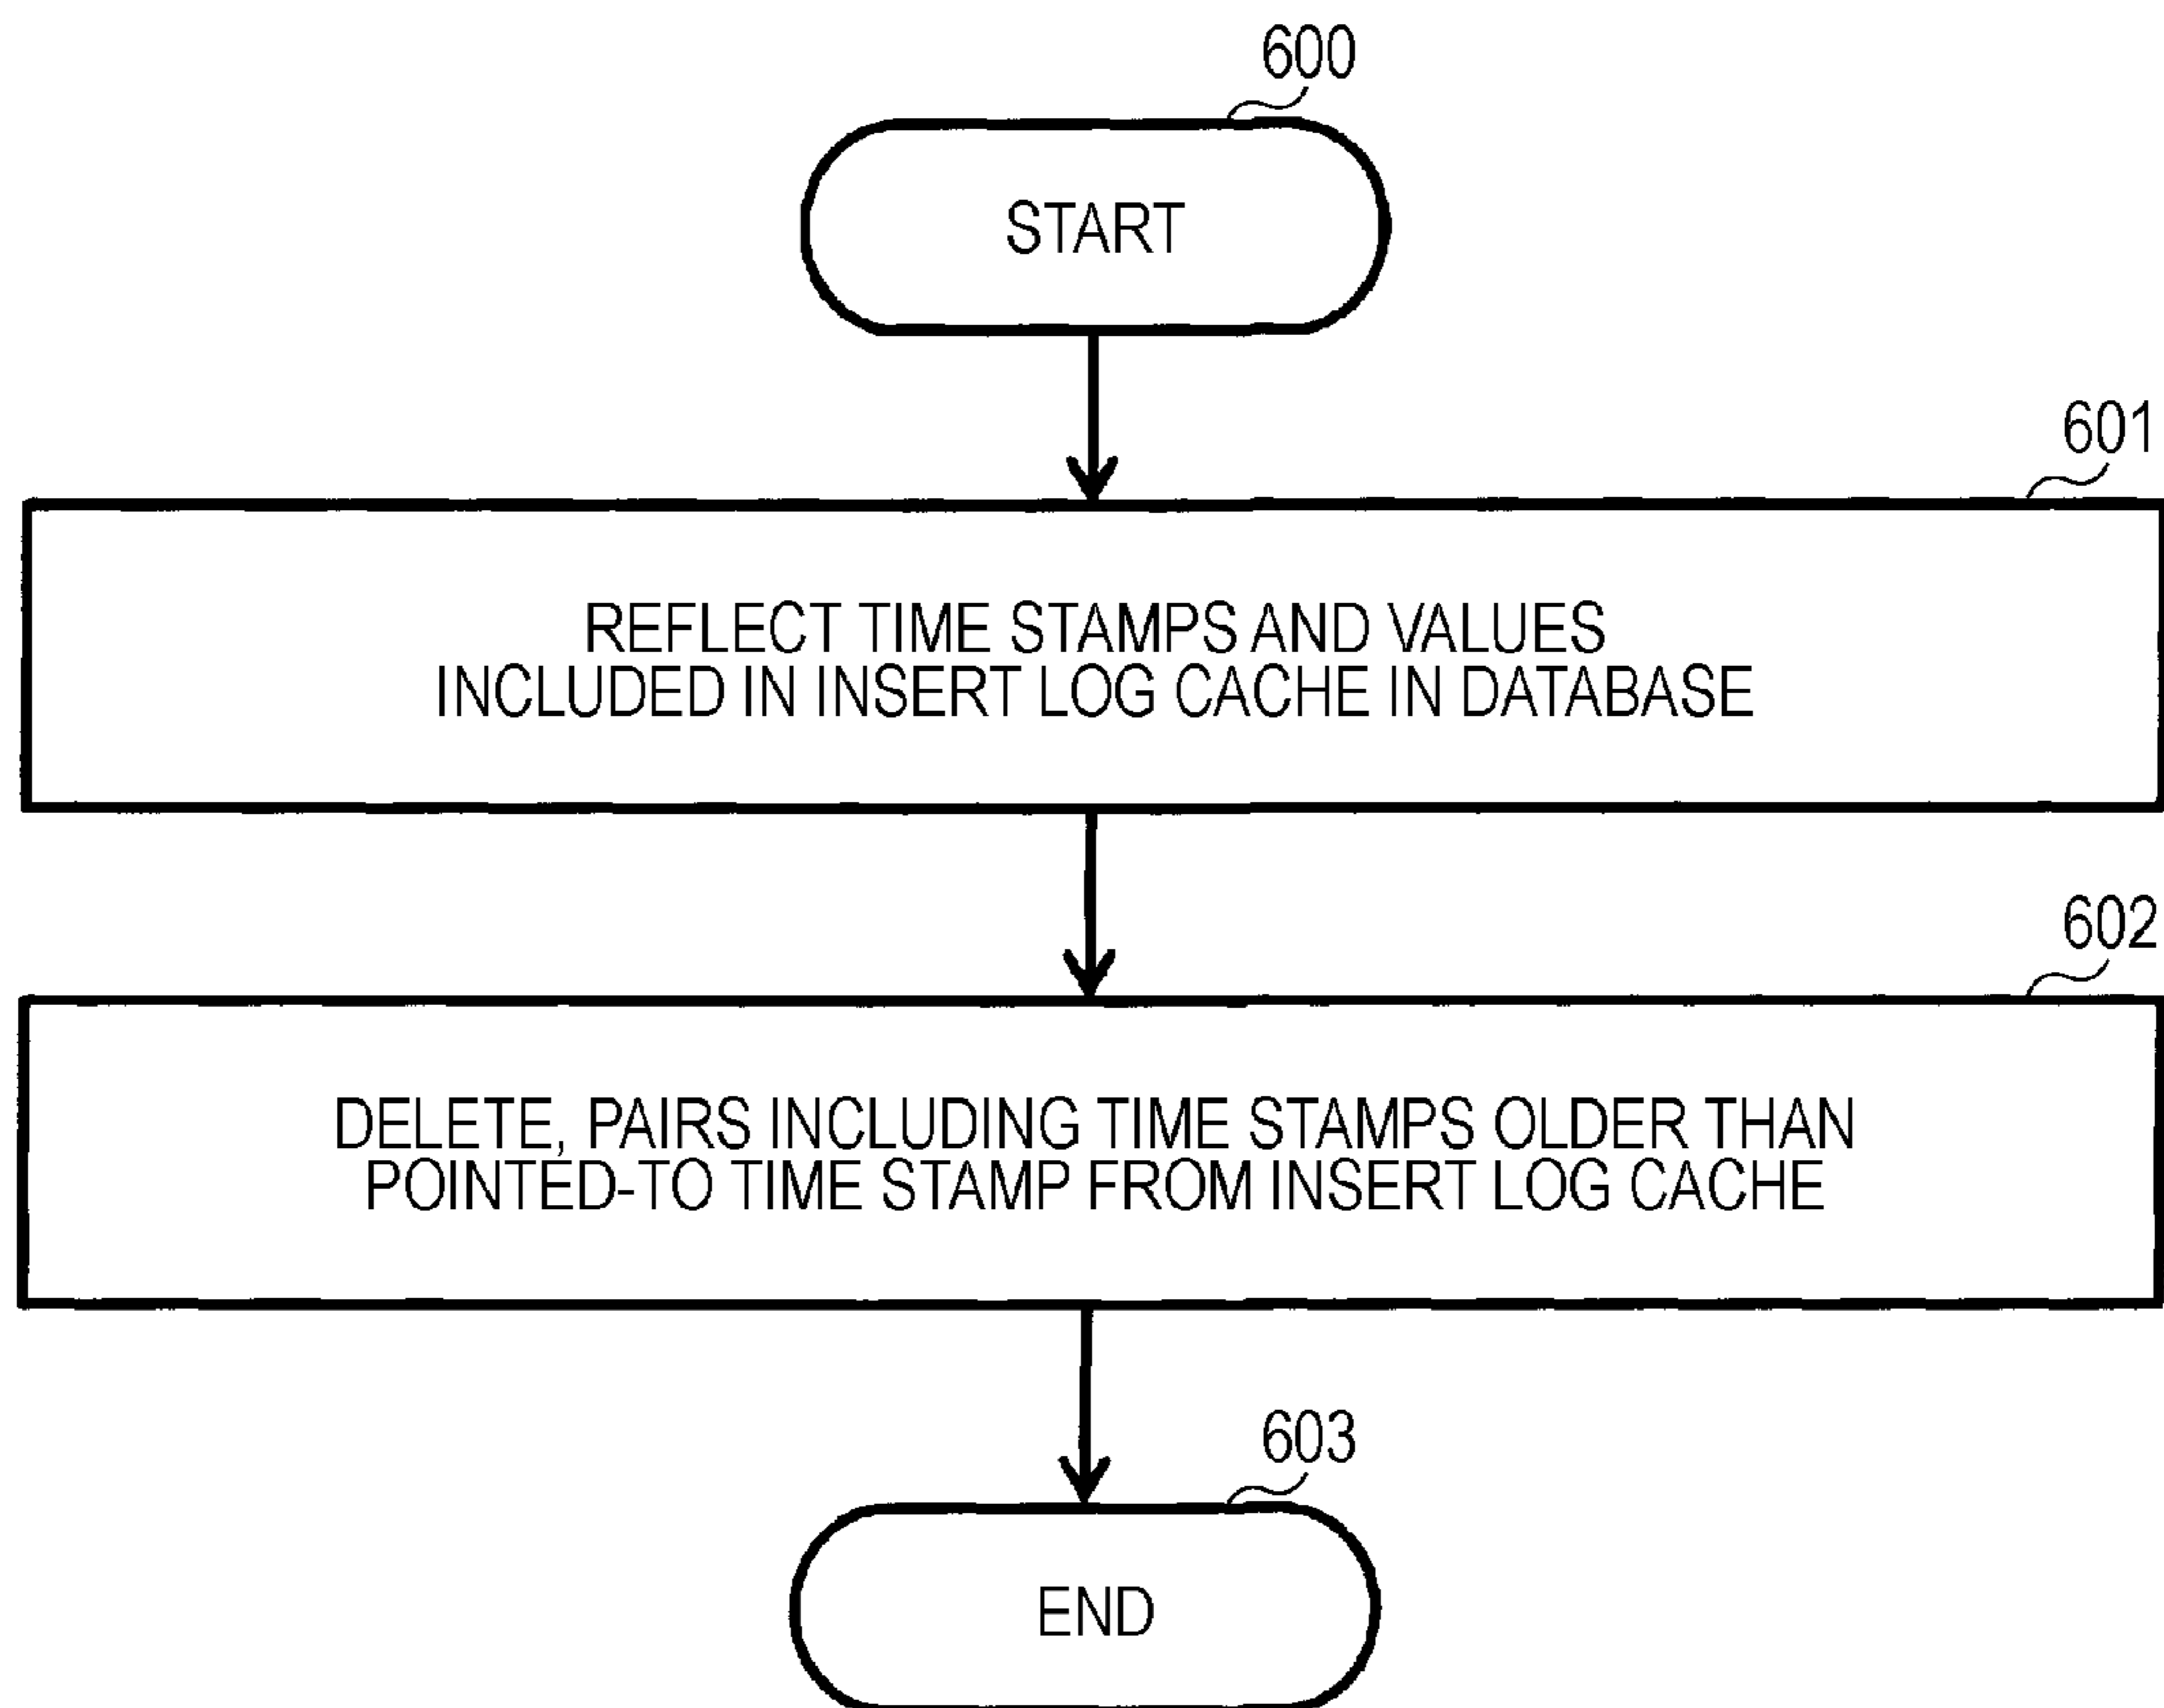 600
START
601
REFLECT TIME STAMPS AND VALUES
INCLUDED IN INSERT LOG CACHE IN DATABASE
602
DELETE, PAIRS INCLUDING TIME STAMPS OLDER THAN
POINTED-TO TIME STAMP FROM INSERT LOG CACHE
603
END